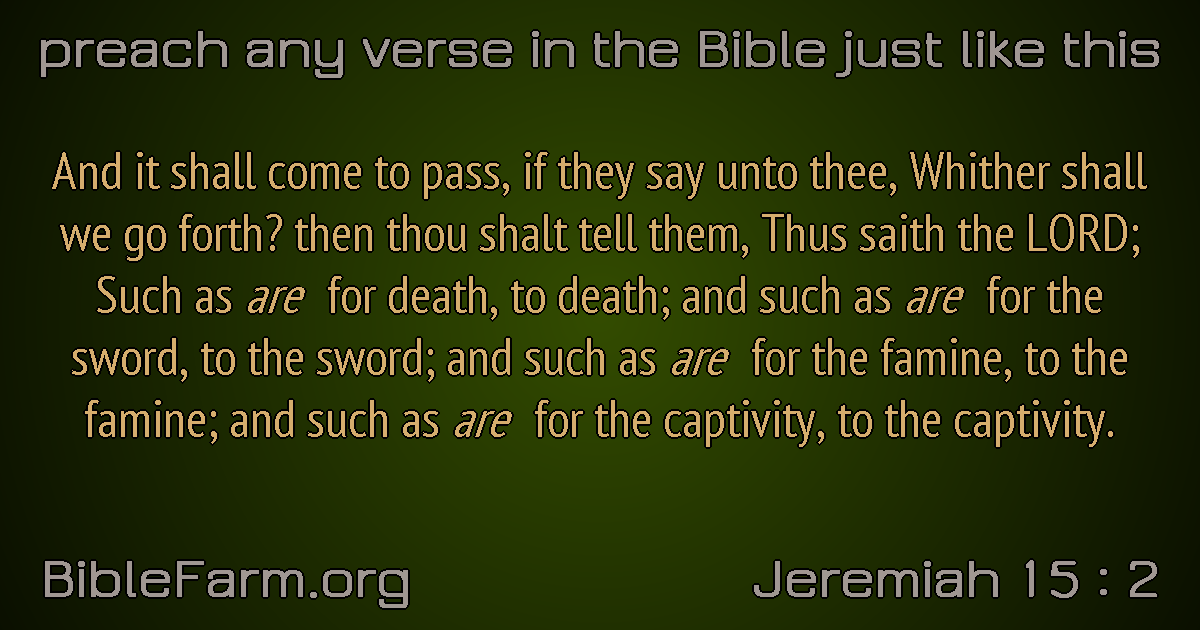 preach any verse in the Bible just like this
And it shall come to pass, if they say unto thee, Whither shall
we go forth? then thou shalt tell them, Thus saith the LORD;
Such as are for death, to death; and such as are for the
sword, to the sword; and such as are for the famine, to the
famine; and such as are for the captivity, to the captivity.
BibleFarm.org
Jeremiah 15 : 2